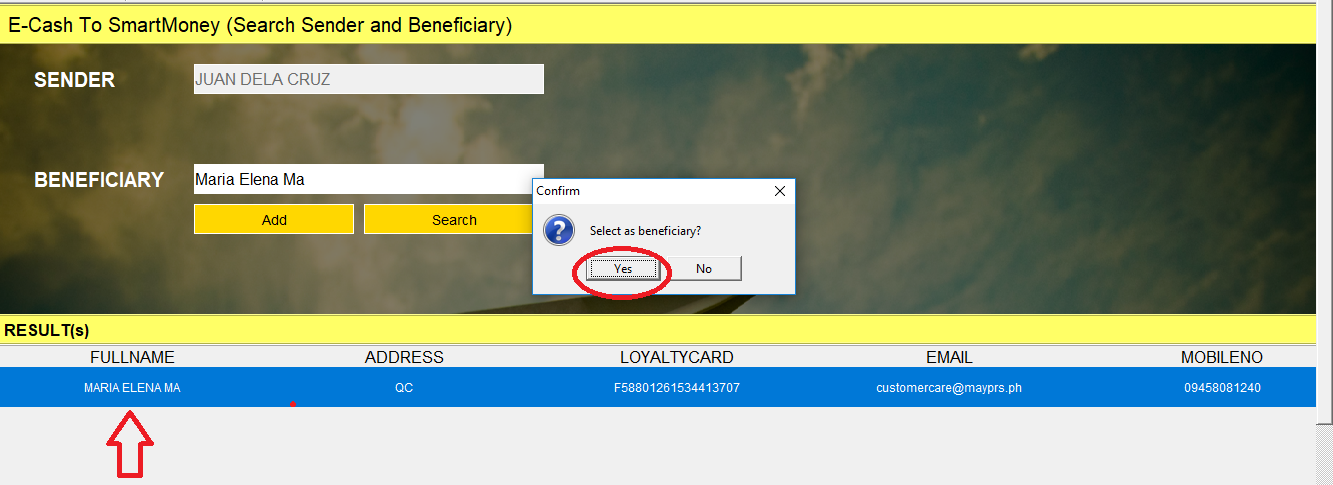 E-Cash To SmartMoney (Search Sender and Beneficiary)
SENDER JUAN DELA CRUZ
BENEFICIARY Maria Elena Ma
Add Search
Confirm
Select as beneficiary?
Yes No
RESULT(s)
FULLNAME ADDRESS LOYALTYCARD EMAIL MOBILENO
MARIA ELENA MA QC F58801261534413707 customercare@mayprs.ph 09458081240